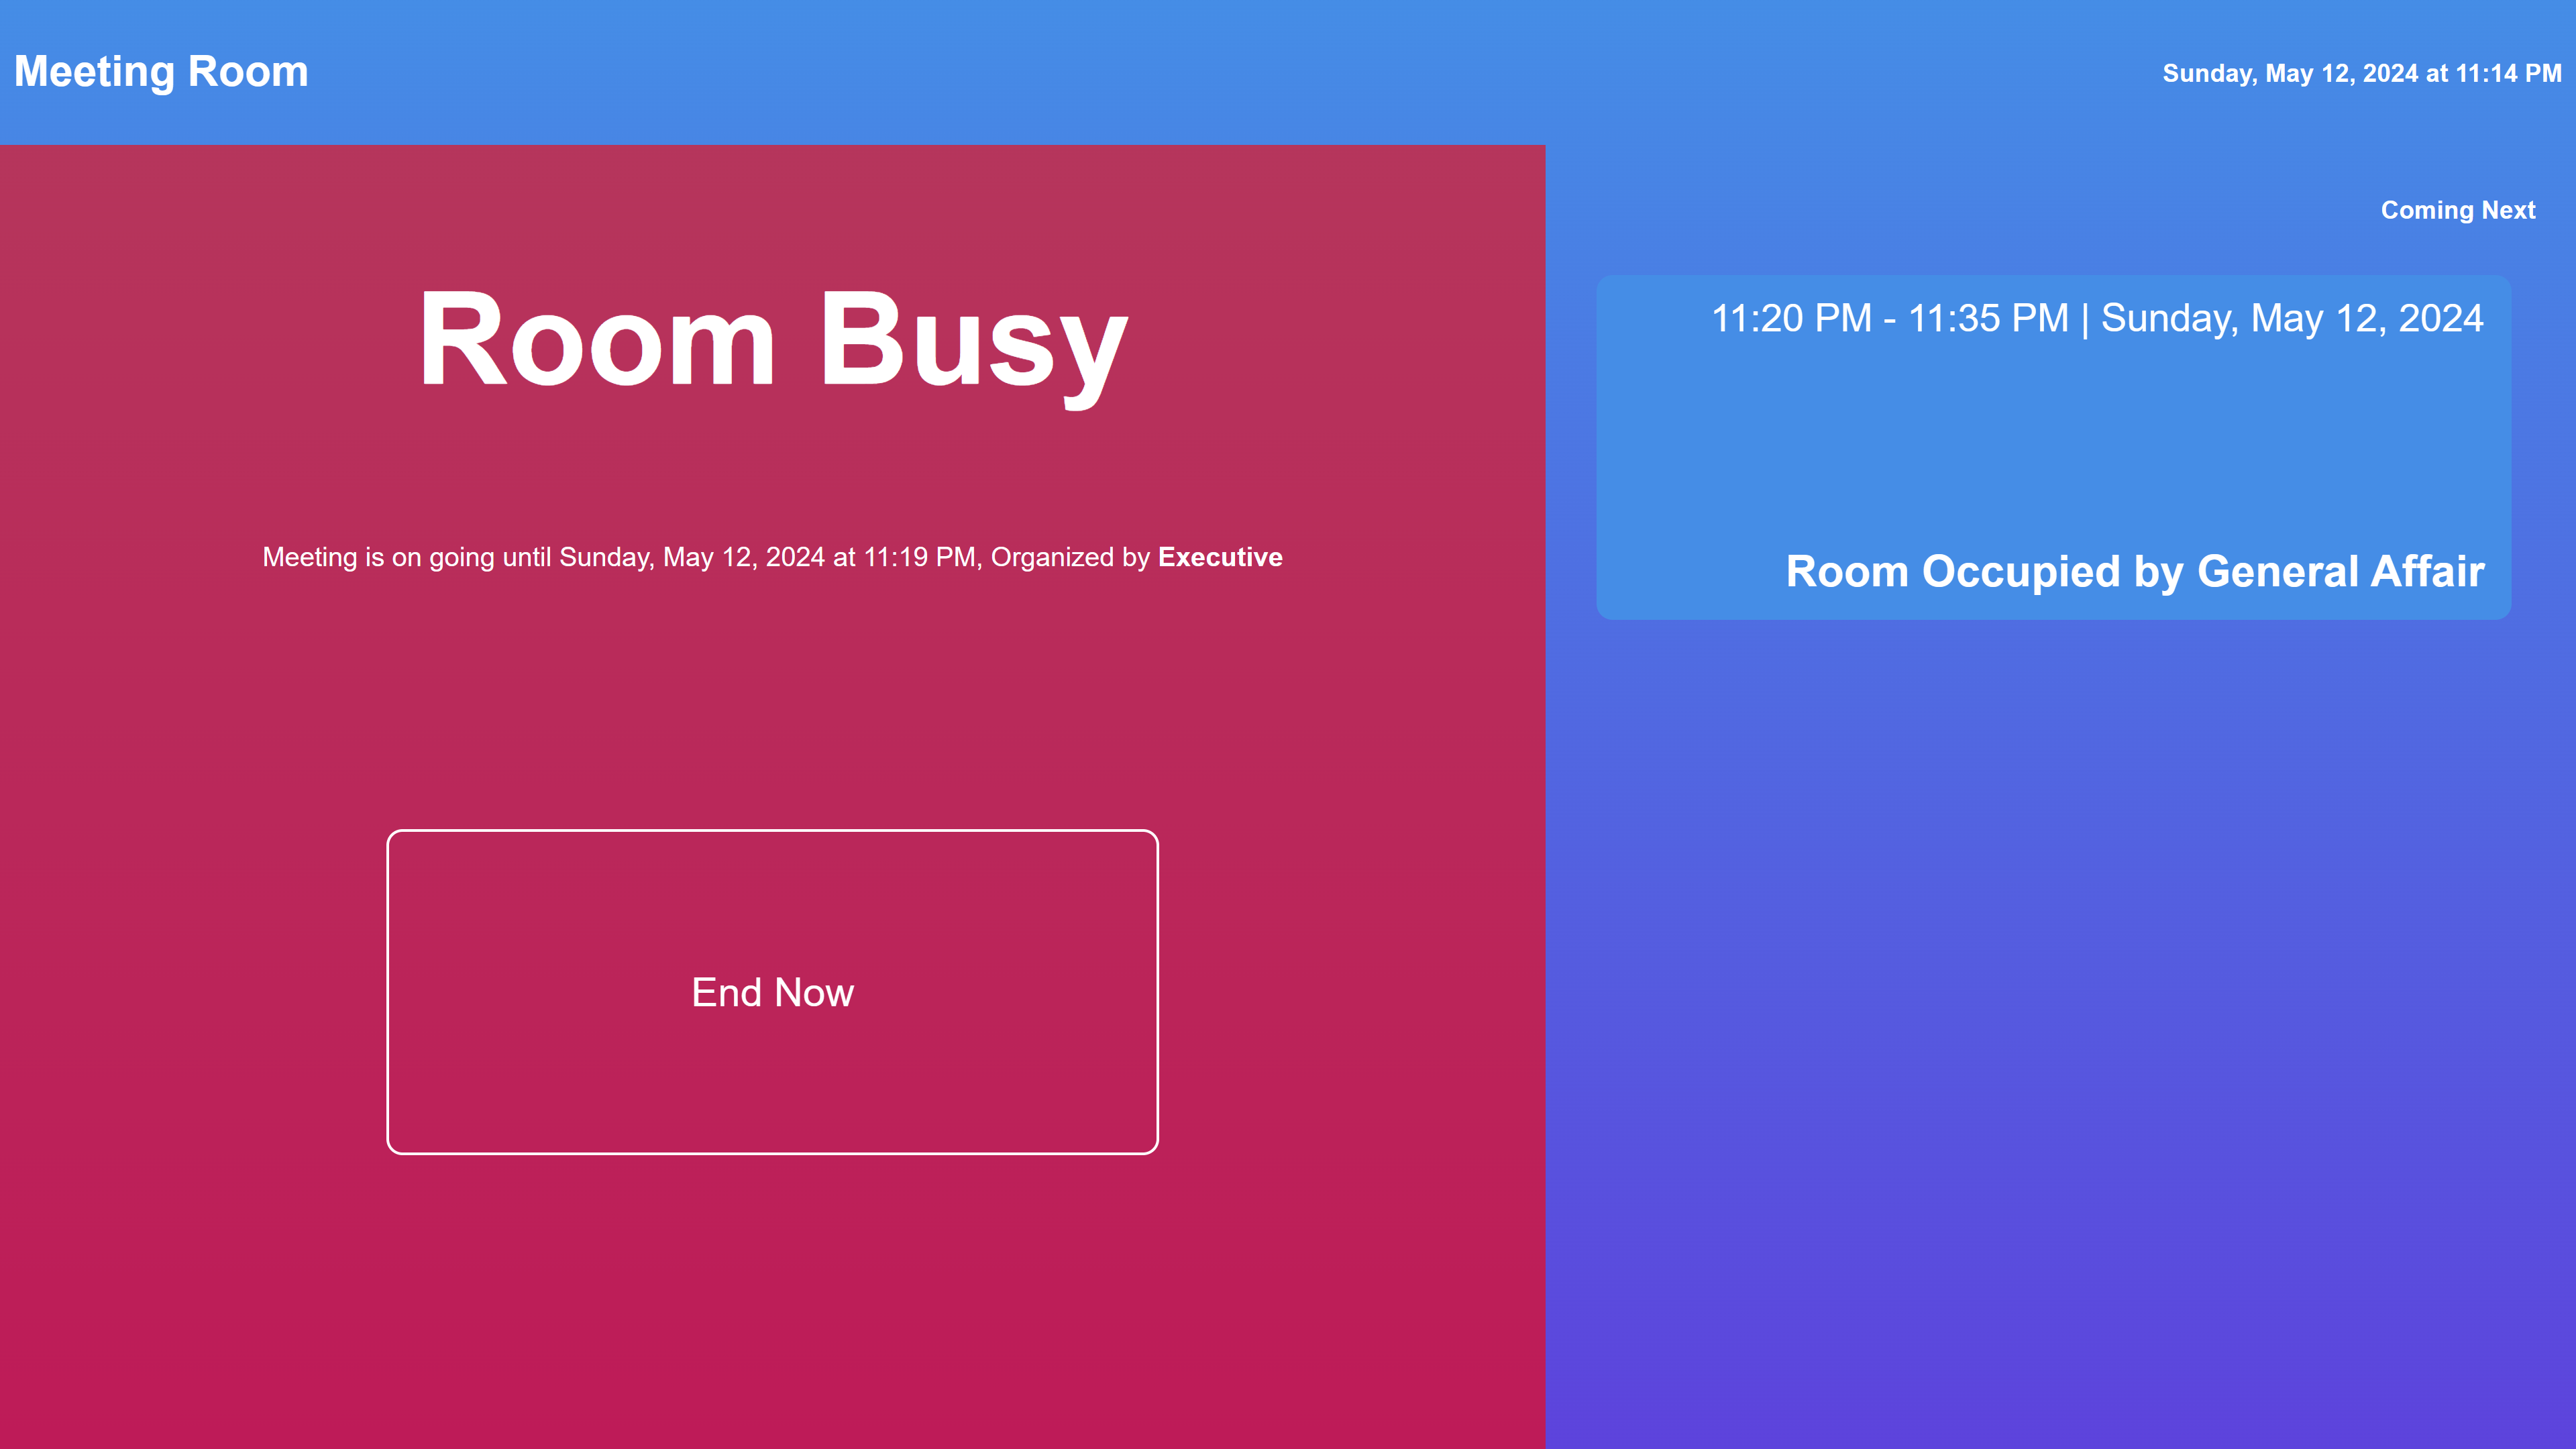 Meeting Room
Sunday, May 12, 2024 at 11:14 PM
Room Busy
Meeting is on going until Sunday, May 12, 2024 at 11:19 PM, Organized by Executive
End Now
Coming Next
11:20 PM - 11:35 PM | Sunday, May 12, 2024
Room Occupied by General Affair